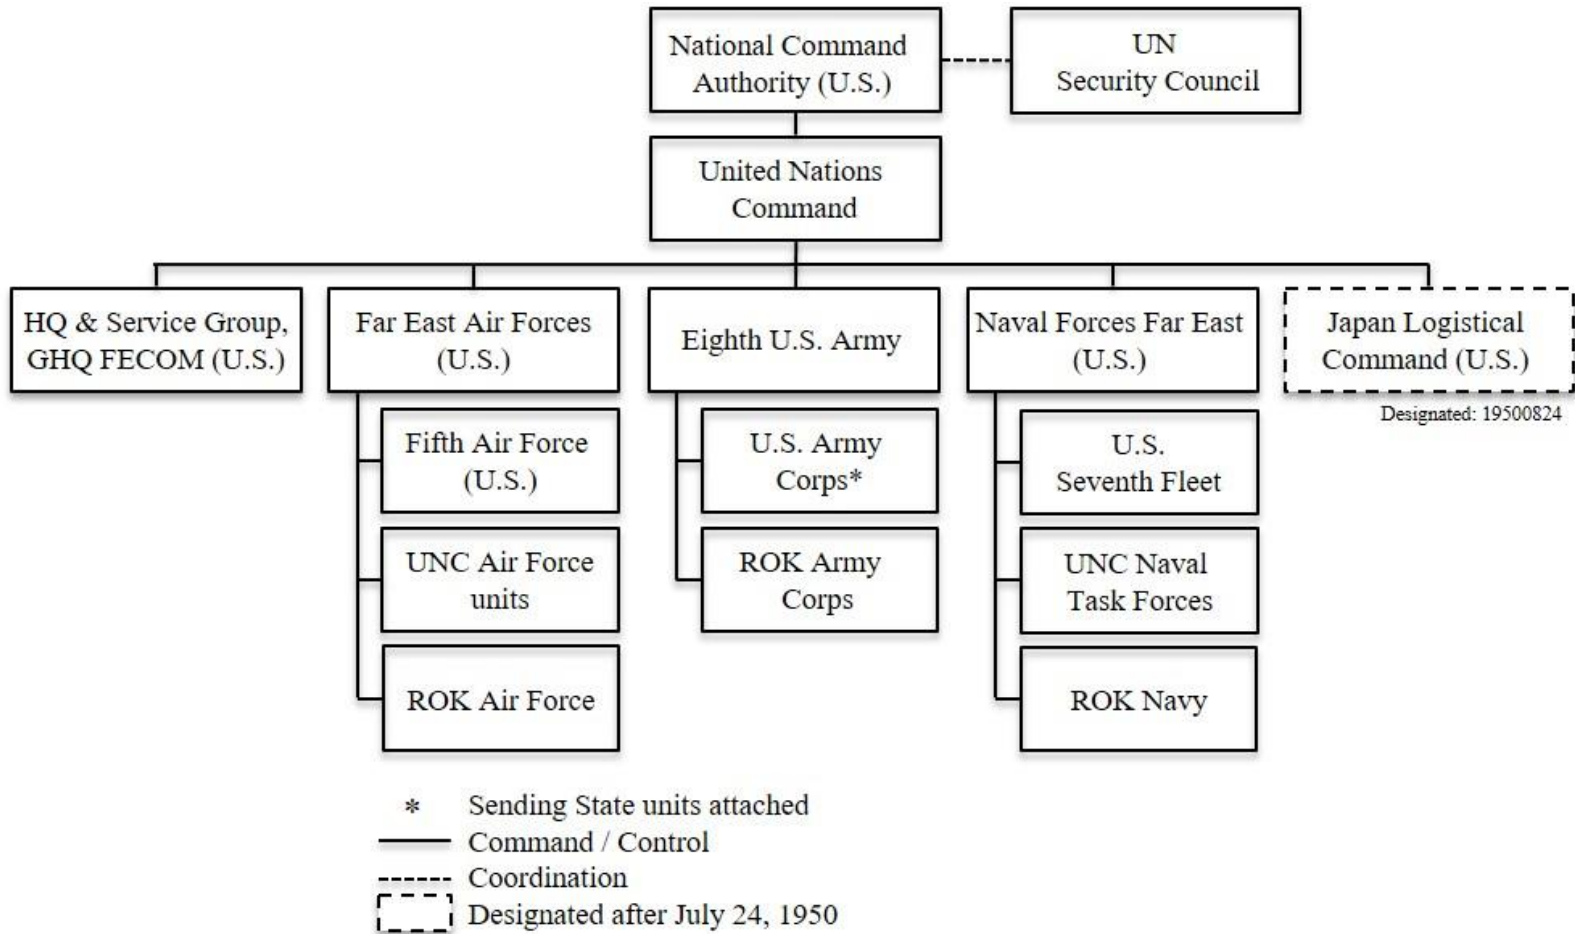 National Command
Authority (U.S.)
UN
Security Council
United Nations
Command
HQ & Service Group,
GHQ FECOM (U.S.)
Far East Air Forces
(U.S.)
Eighth U.S. Army
Naval Forces Far East
(U.S.)
Japan Logistical
Command (U.S.)
Designated: 19500824
Fifth Air Force
(U.S.)
UNC Air Force
units
ROK Air Force
U.S. Army
Corps*
ROK Army
Corps
U.S.
Seventh Fleet
UNC Naval
Task Forces
ROK Navy
* Sending State units attached
Command / Control
Coordination
Designated after July 24, 1950